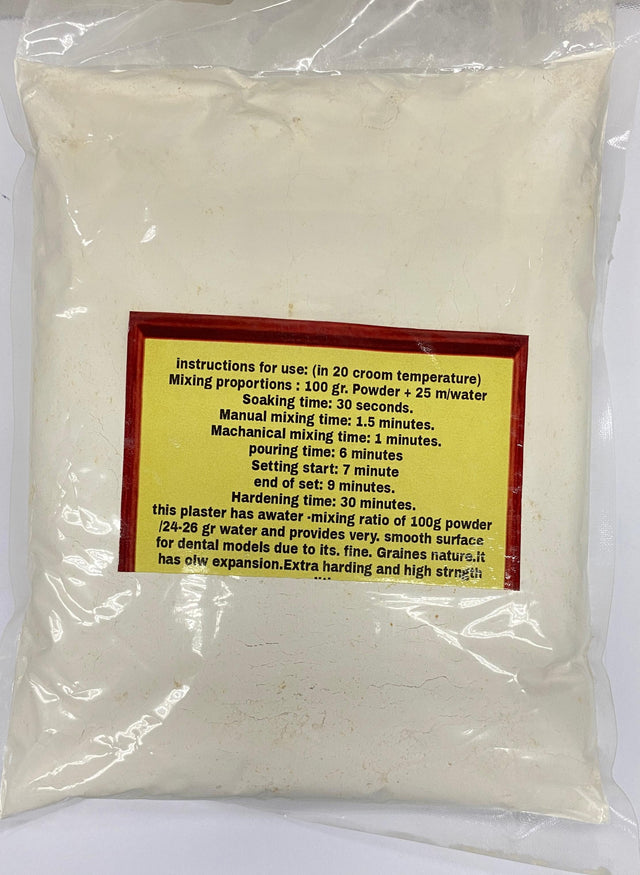 instructions for use: (in 20 croom temperature)
Mixing proportions : 100 gr. Powder + 25 m/water
Soaking time: 30 seconds.
Manual mixing time: 1.5 minutes.
Machanical mixing time: 1 minutes.
pouring time: 6 minutes
Setting start: 7 minute
end of set: 9 minutes.
Hardening time: 30 minutes.
this plaster has awater -mixing ratio of 100g powder
/24-26 gr water and provides very. smooth surface
for dental models due to its. fine. Graines nature.It
has olw expansion.Extra harding and high strngth